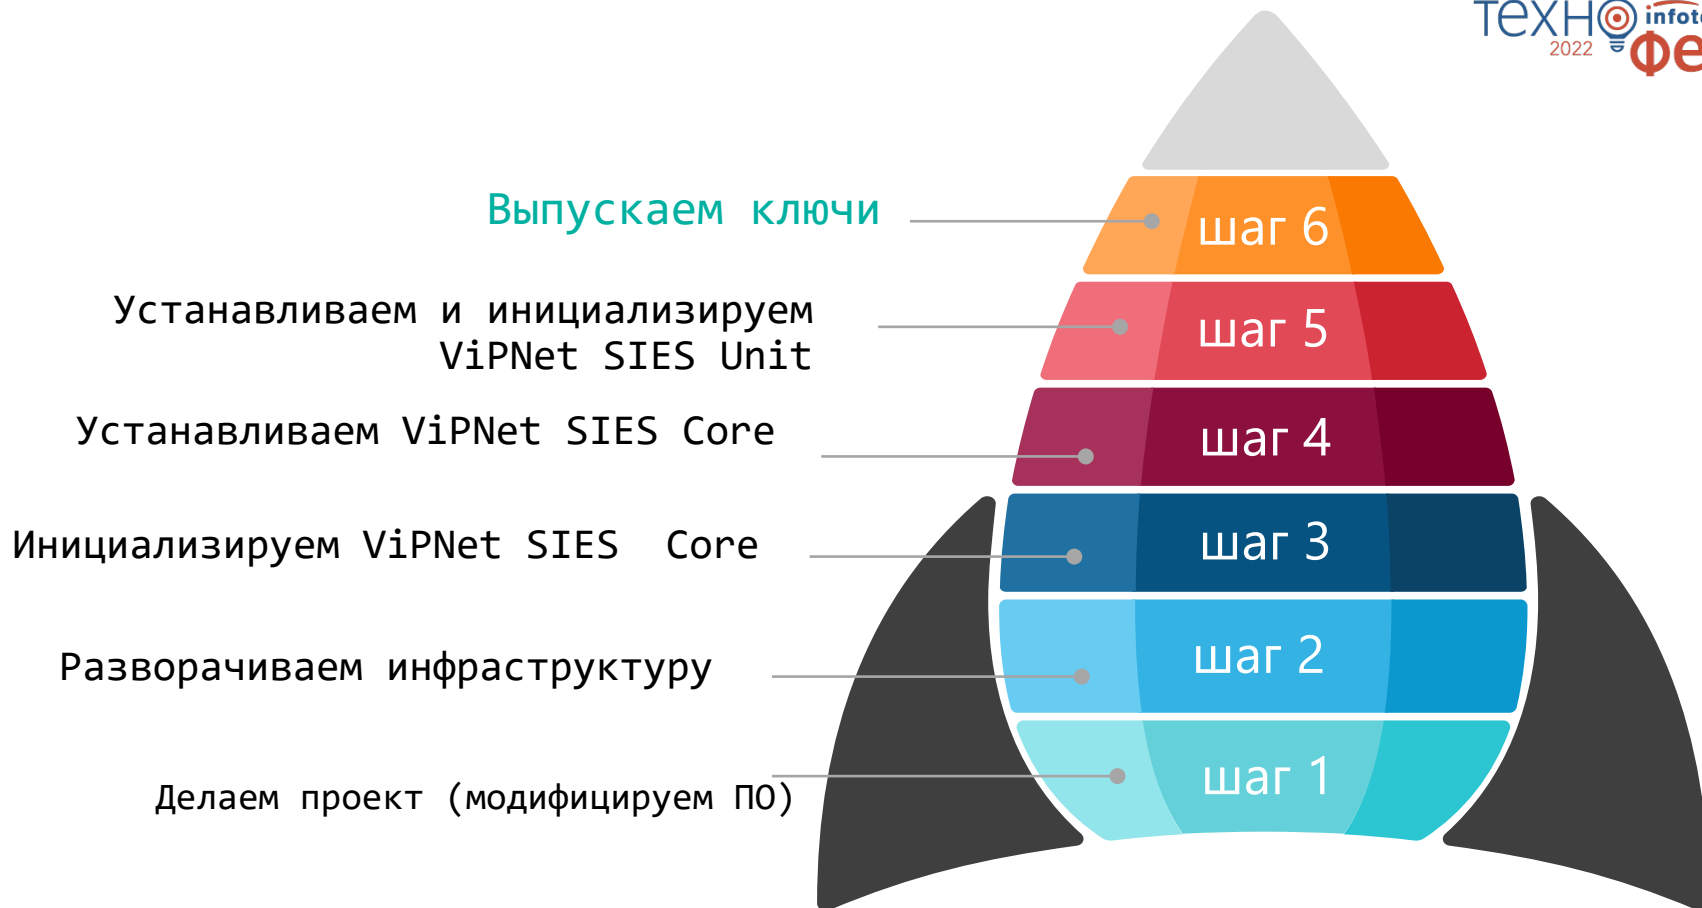 техно infote
2022 Фе
Выпускаем ключи
шаг 6
Устанавливаем и инициализируем
ViPNet SIES Unit
шаг 5
Устанавливаем ViPNet SIES Core
шаг 4
Инициализируем ViPNet SIES  Core
шаг 3
Разворачиваем инфраструктуру
шаг 2
Делаем проект (модифицируем ПО)
шаг 1